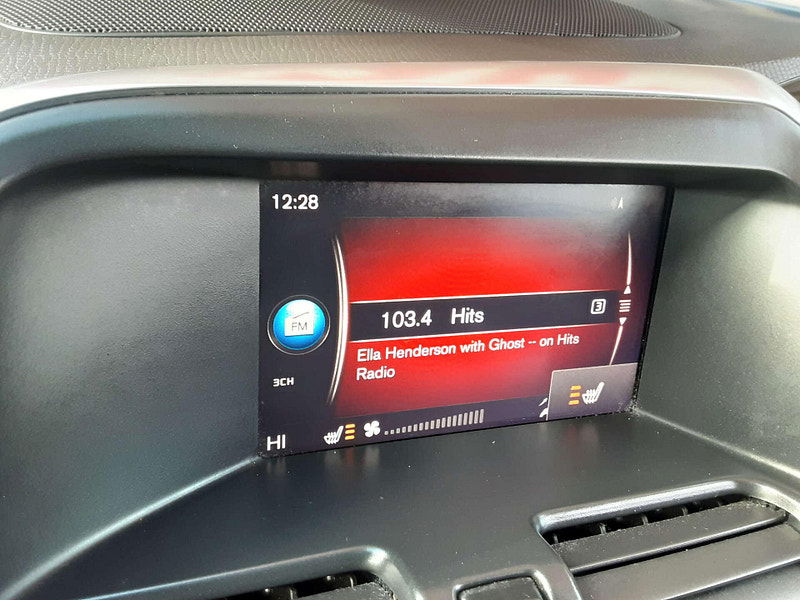 12:28
FM
103.4 Hits 3
Ella Henderson with Ghost -- on Hits
Radio
3CH
HI